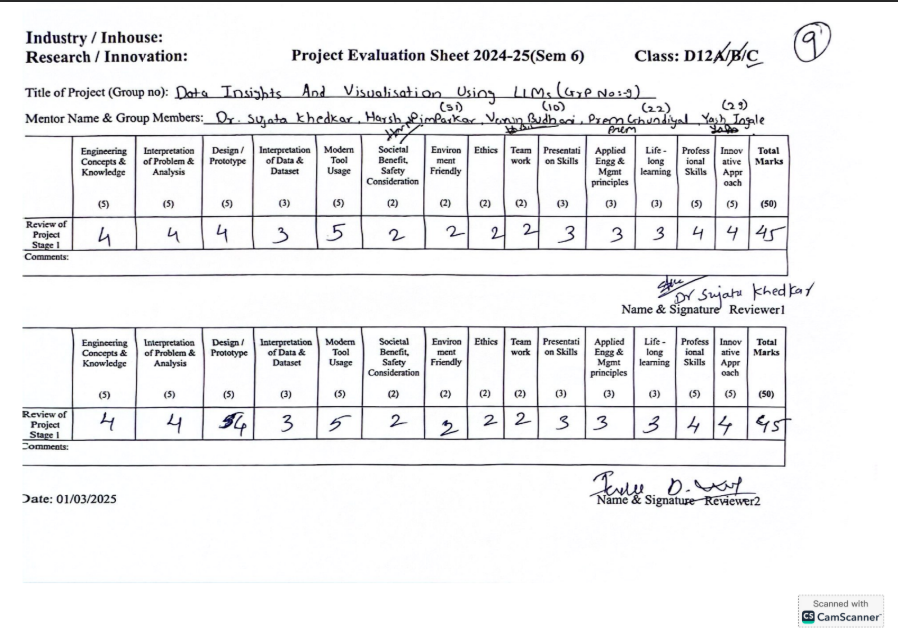 Industry / Inhouse:
Research / Innovation: Project Evaluation Sheet 2024-25(Sem 6) Class: D12A/B/C 9
Title of Project (Group no): Data Insights And Visualisation Using LLMs (Grp No:-9)
(31) (10) (22) (29)
Mentor Name & Group Members: Dr. Sujata Khedkar, Harsh Pimparkar, Budhani, Prem Ghundiyal, Yash Ingale
Prem
Engineering Concepts & Knowledge (5) Interpretation of Problem & Analysis (5) Design / Prototype (5) Interpretation of Data & Dataset (3) Modern Tool Usage (5) Societal Benefit, Safety Consideration (2) Environ ment Friendly (2) Ethics (2) Team work (2) Presentati on Skills (3) Applied Engg & Mgmt principles (3) Life - long learning (3) Profess ional Skills (5) Innov ative Appr oach (5) Total Marks (50)
Review of Project Stage 1 4 4 4 3 5 2 2 2 2 3 3 3 4 4 45
Comments:
Dr Sujata Khedkar
Name & Signature Reviewer1
Engineering Concepts & Knowledge (5) Interpretation of Problem & Analysis (5) Design / Prototype (5) Interpretation of Data & Dataset (3) Modern Tool Usage (5) Societal Benefit, Safety Consideration (2) Environ ment Friendly (2) Ethics (2) Team work (2) Presentati on Skills (3) Applied Engg & Mgmt principles (3) Life - long learning (3) Profess ional Skills (5) Innov ative Appr oach (5) Total Marks (50)
Review of Project Stage 1 4 4 4 3 5 2 2 2 2 3 3 3 4 4 45
Comments:
Date: 01/03/2025 Name & Signature Reviewer2
Scanned with
CS CamScanner